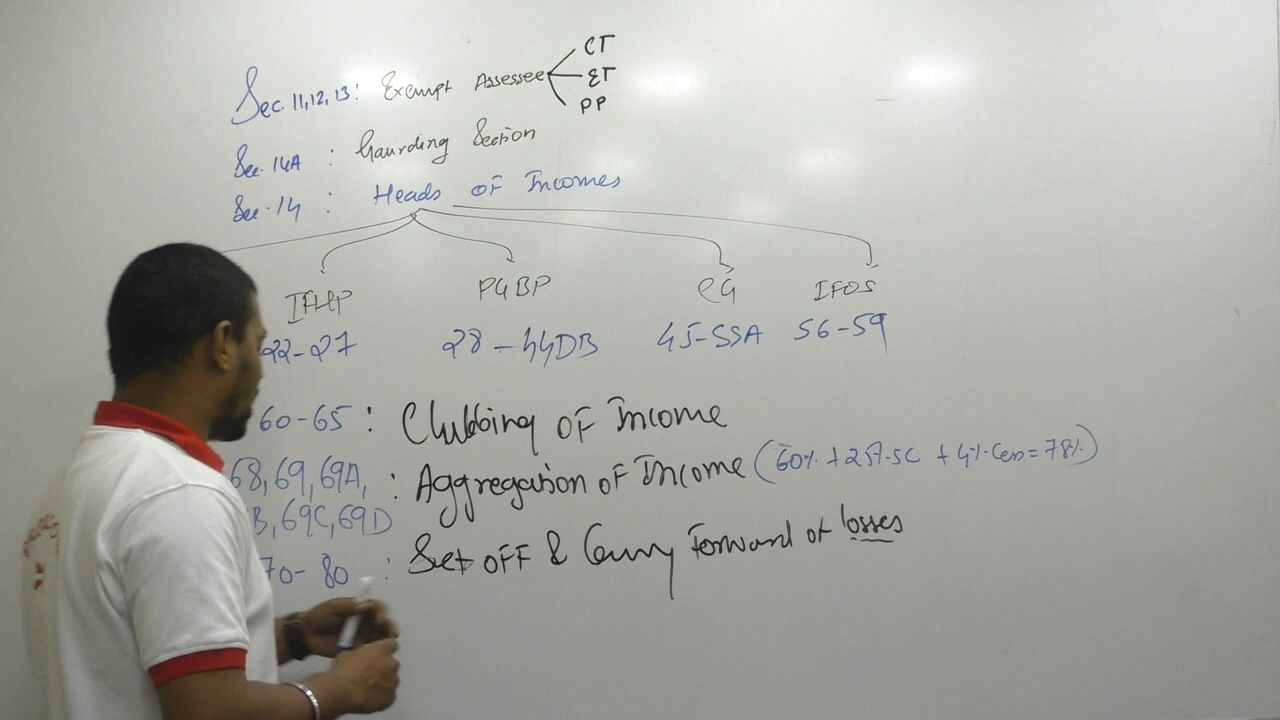 CT
Sec. 11,12,13: Exempt Assessee ET
PP
Sec. 14A : Gaurding Section
Sec. 14 : Heads OF Incomes
IFHP PGBP CG IFOS
22-27 28-44DB 45-55A 56-59
60-65 : Clubbing OF Income
68, 69, 69A, : Aggregation OF Income (60% + 25% SC + 4% Cess = 78%)
B, 69C, 69D
70-80 : Set OFF & Carry Forward of losses